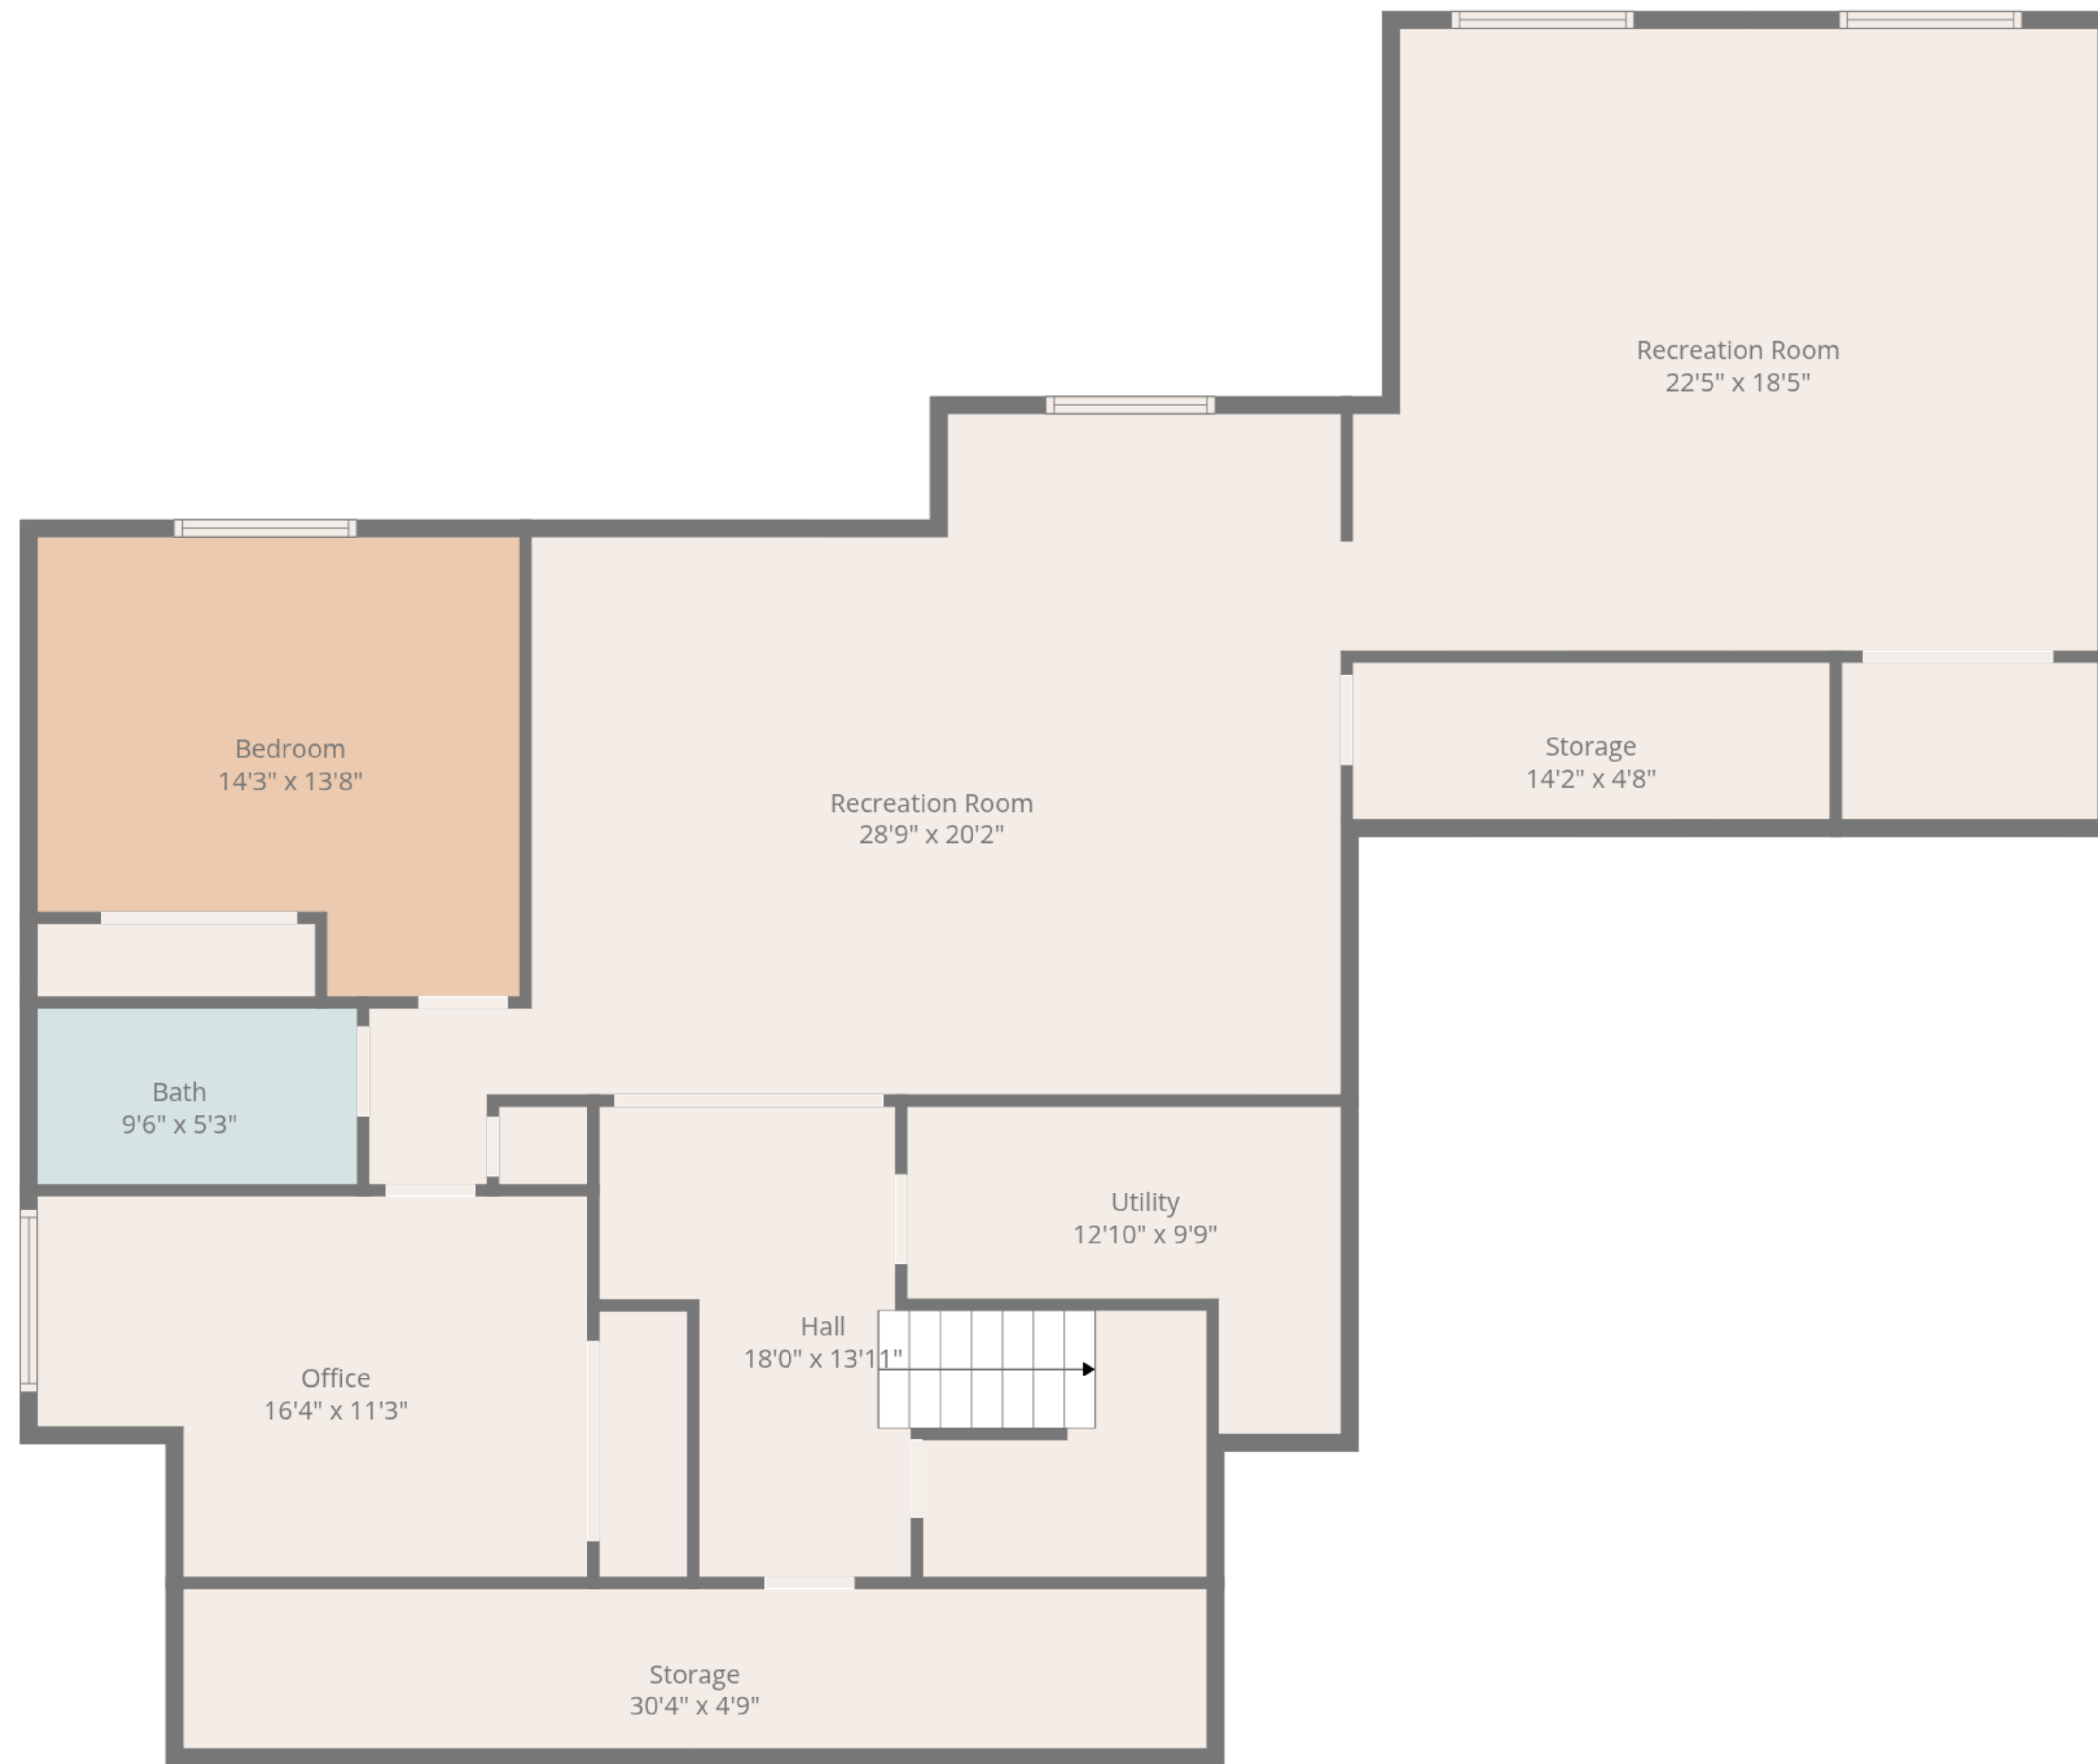 Recreation Room
22'5" x 18'5"
Bedroom
14'3" x 13'8"
Storage
14'2" x 4'8"
Recreation Room
28'9" x 20'2"
Bath
9'6" x 5'3"
Utility
12'10" x 9'9"
Hall
18'0" x 13'11"
Office
16'4" x 11'3"
Storage
30'4" x 4'9"